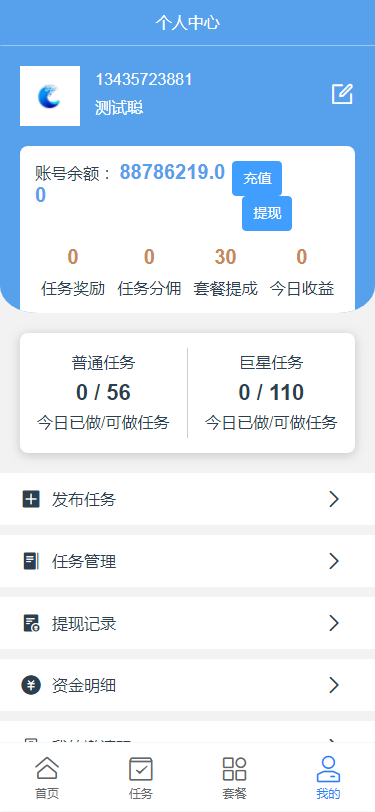 个人中心
13435723881
测试聪
账号余额： 88786219.00 充值
提现
0 0 30 0
任务奖励 任务分佣 套餐提成 今日收益
普通任务 巨星任务
0 / 56 0 / 110
今日已做/可做任务 今日已做/可做任务
发布任务
任务管理
提现记录
资金明细
首页 任务 套餐 我的